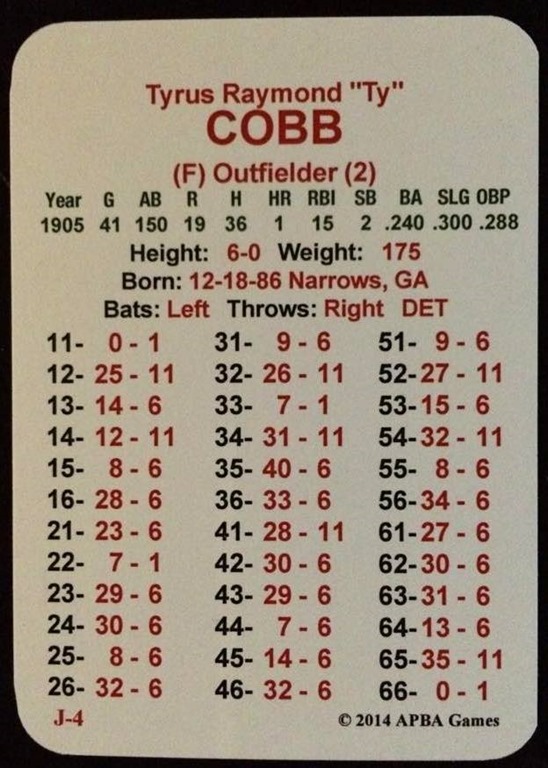 Tyrus Raymond "Ty"
COBB
(F) Outfielder (2)
Year G AB R H HR RBI SB BA SLG OBP
1905 41 150 19 36 1 15 2 .240 .300 .288
Height: 6-0 Weight: 175
Born: 12-18-86 Narrows, GA
Bats: Left Throws: Right DET
11- 0 - 1 31- 9 - 6 51- 9 - 6
12- 25 - 11 32- 26 - 11 52- 27 - 11
13- 14 - 6 33- 7 - 1 53- 15 - 6
14- 12 - 11 34- 31 - 11 54- 32 - 11
15- 8 - 6 35- 40 - 6 55- 8 - 6
16- 28 - 6 36- 33 - 6 56- 34 - 6
21- 23 - 6 41- 28 - 11 61- 27 - 6
22- 7 - 1 42- 30 - 6 62- 30 - 6
23- 29 - 6 43- 29 - 6 63- 31 - 6
24- 30 - 6 44- 7 - 6 64- 13 - 6
25- 8 - 6 45- 14 - 6 65- 35 - 11
26- 32 - 6 46- 32 - 6 66- 0 - 1
J-4 © 2014 APBA Games